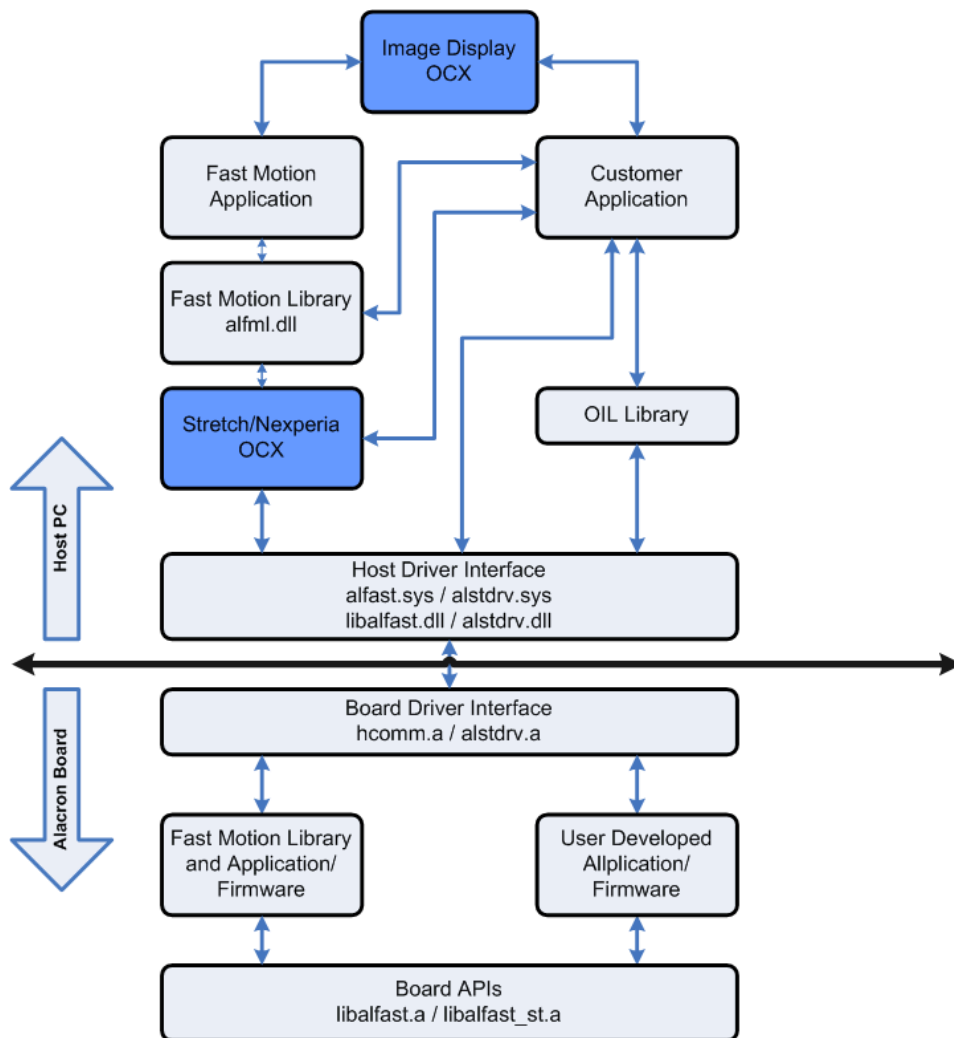 Image Display
OCX
Fast Motion
Application
Customer
Application
Fast Motion Library
alfml.dll
Stretch/Nexperia
OCX
OIL Library
Host PC
Host Driver Interface
alfast.sys / alstdrv.sys
libalfast.dll / alstdrv.dll
Board Driver Interface
hcomm.a / alstdrv.a
Alacron Board
Fast Motion Library
and Application/
Firmware
User Developed
Allplication/
Firmware
Board APIs
libalfast.a / libalfast_st.a